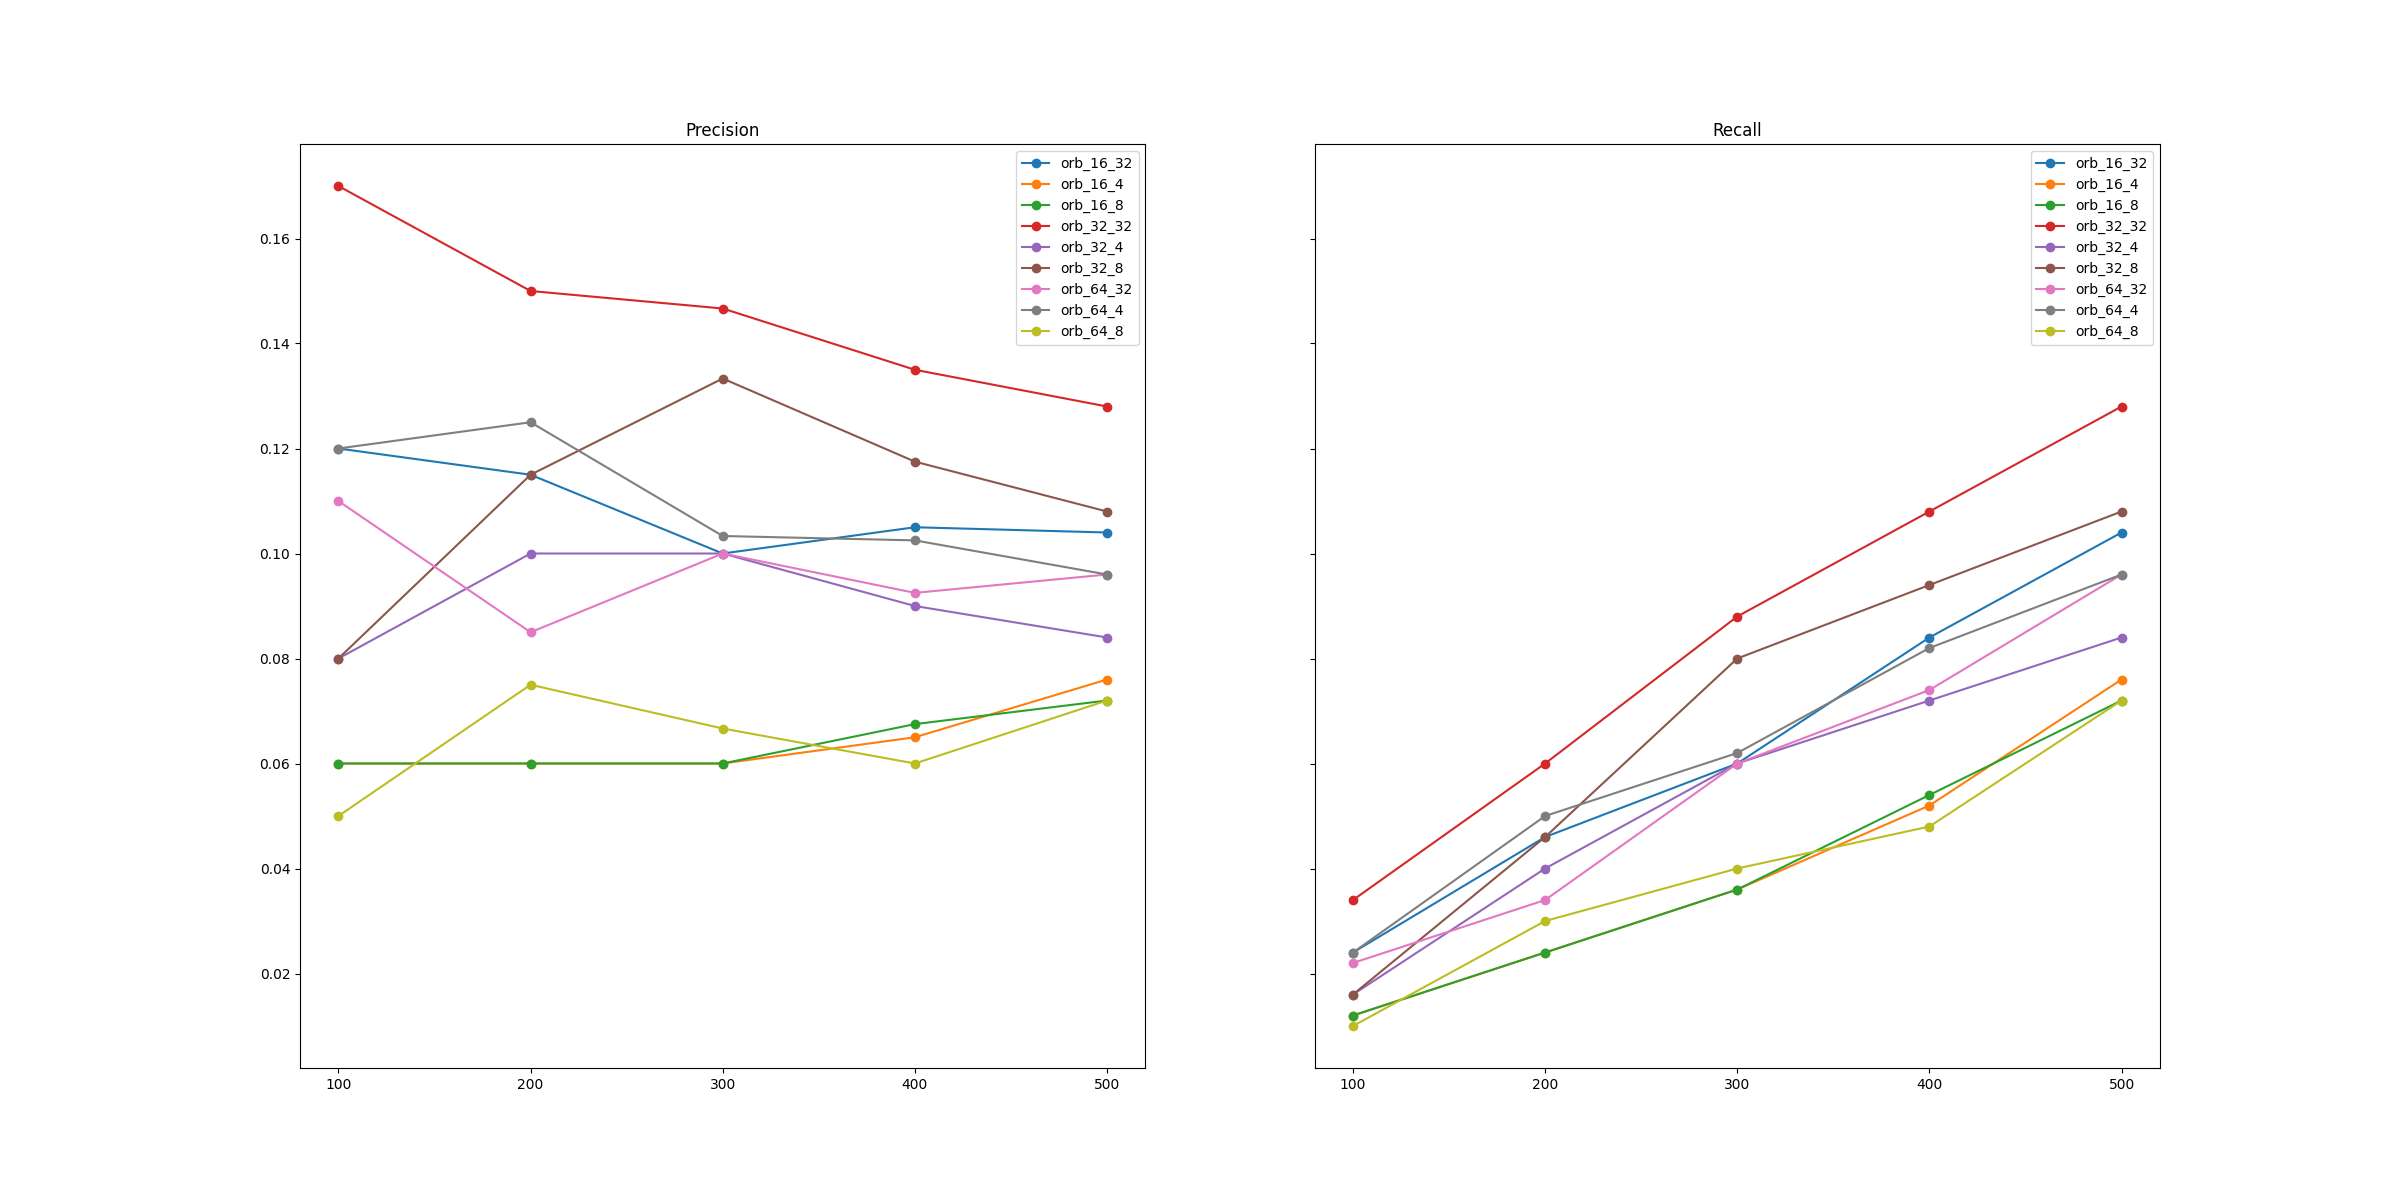 Precision
orb_16_32
orb_16_4
orb_16_8
orb_32_32
orb_32_4
orb_32_8
orb_64_32
orb_64_4
orb_64_8
0.16
0.14
0.12
0.10
0.08
0.06
0.04
0.02
100 200 300 400 500
Recall
orb_16_32
orb_16_4
orb_16_8
orb_32_32
orb_32_4
orb_32_8
orb_64_32
orb_64_4
orb_64_8
100 200 300 400 500